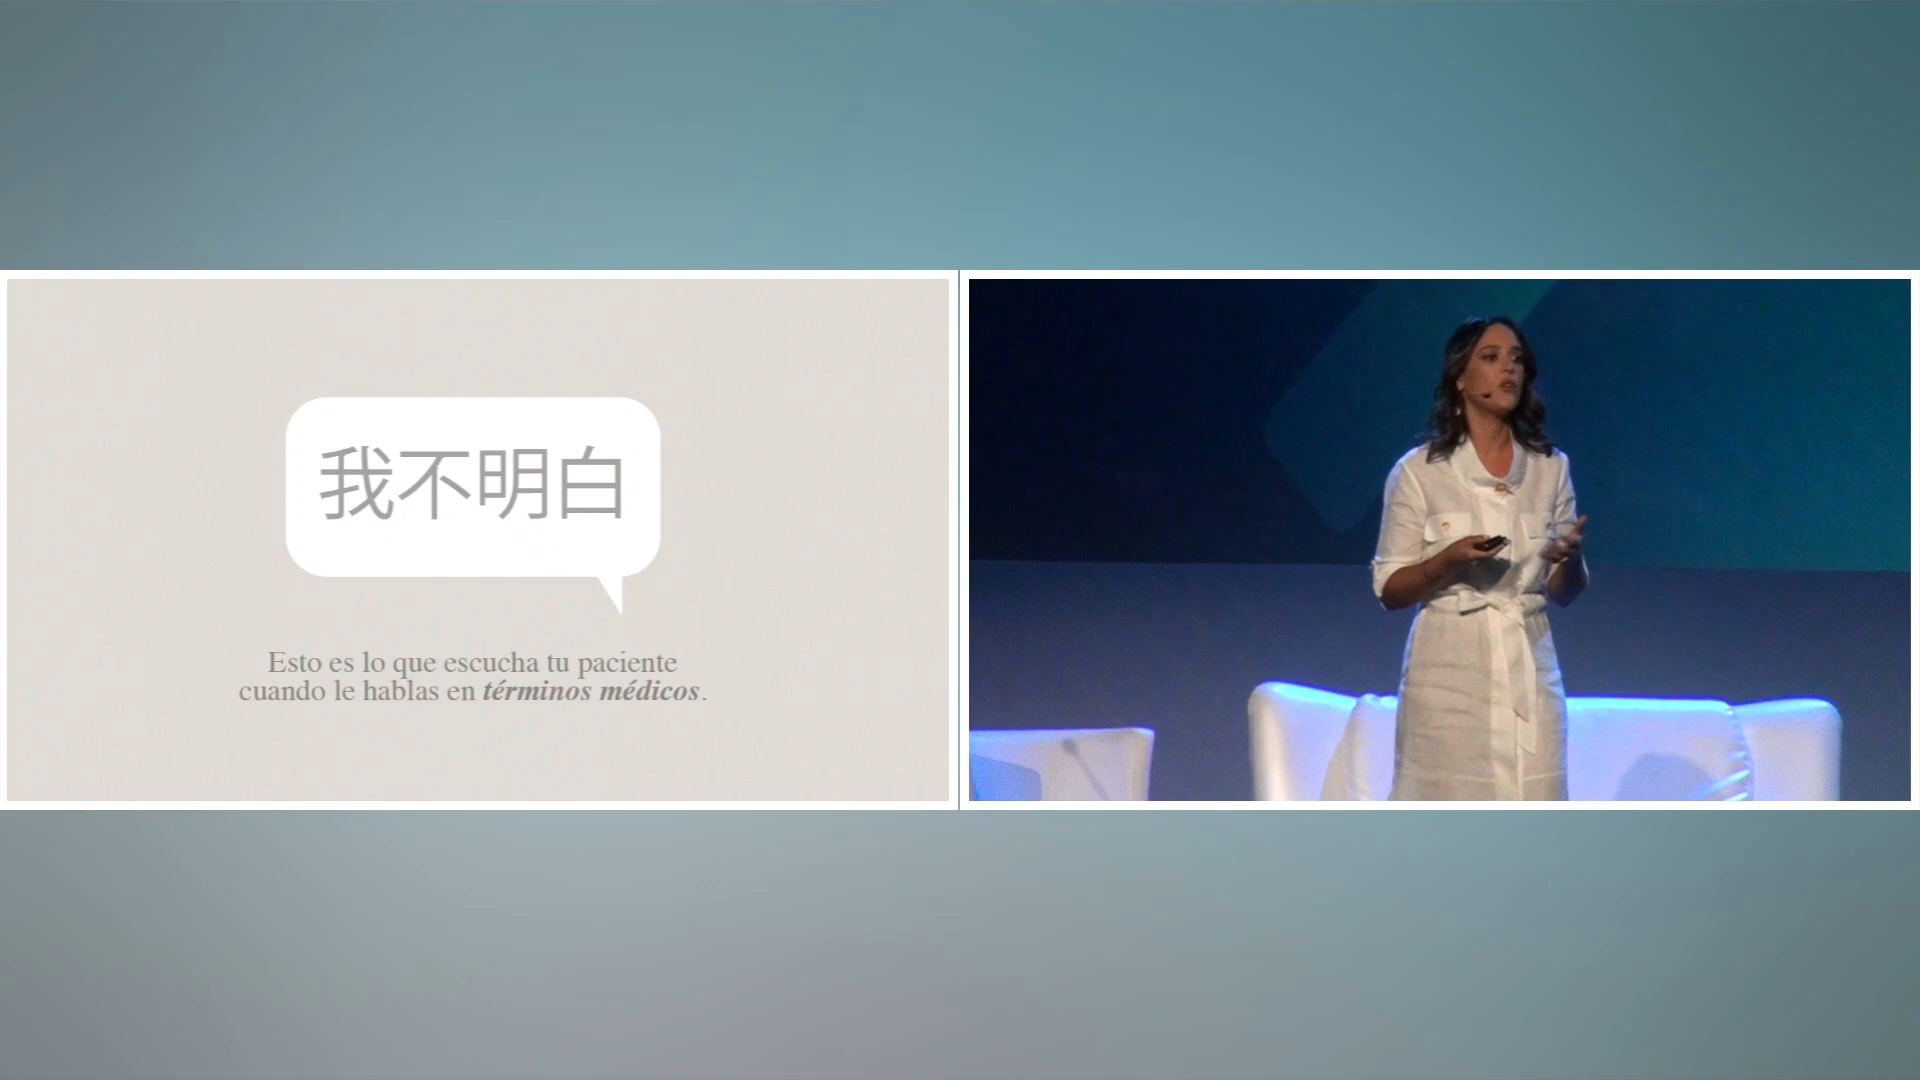 我不明白
Esto es lo que escucha tu paciente
cuando le hablas en términos médicos.